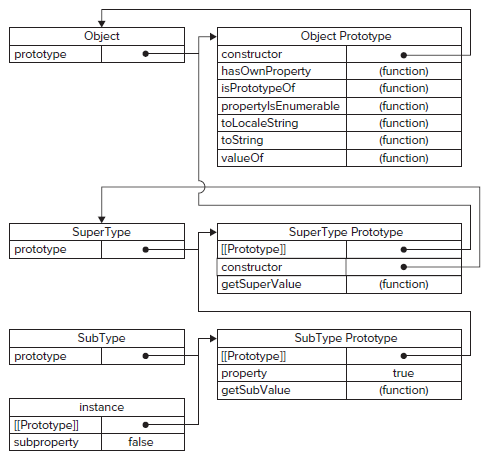 Object
prototype
Object Prototype
constructor
hasOwnProperty (function)
isPrototypeOf (function)
propertyIsEnumerable (function)
toLocaleString (function)
toString (function)
valueOf (function)
SuperType
prototype
SuperType Prototype
[[Prototype]]
constructor
getSuperValue (function)
SubType
prototype
SubType Prototype
[[Prototype]]
property true
getSubValue (function)
instance
[[Prototype]]
subproperty false